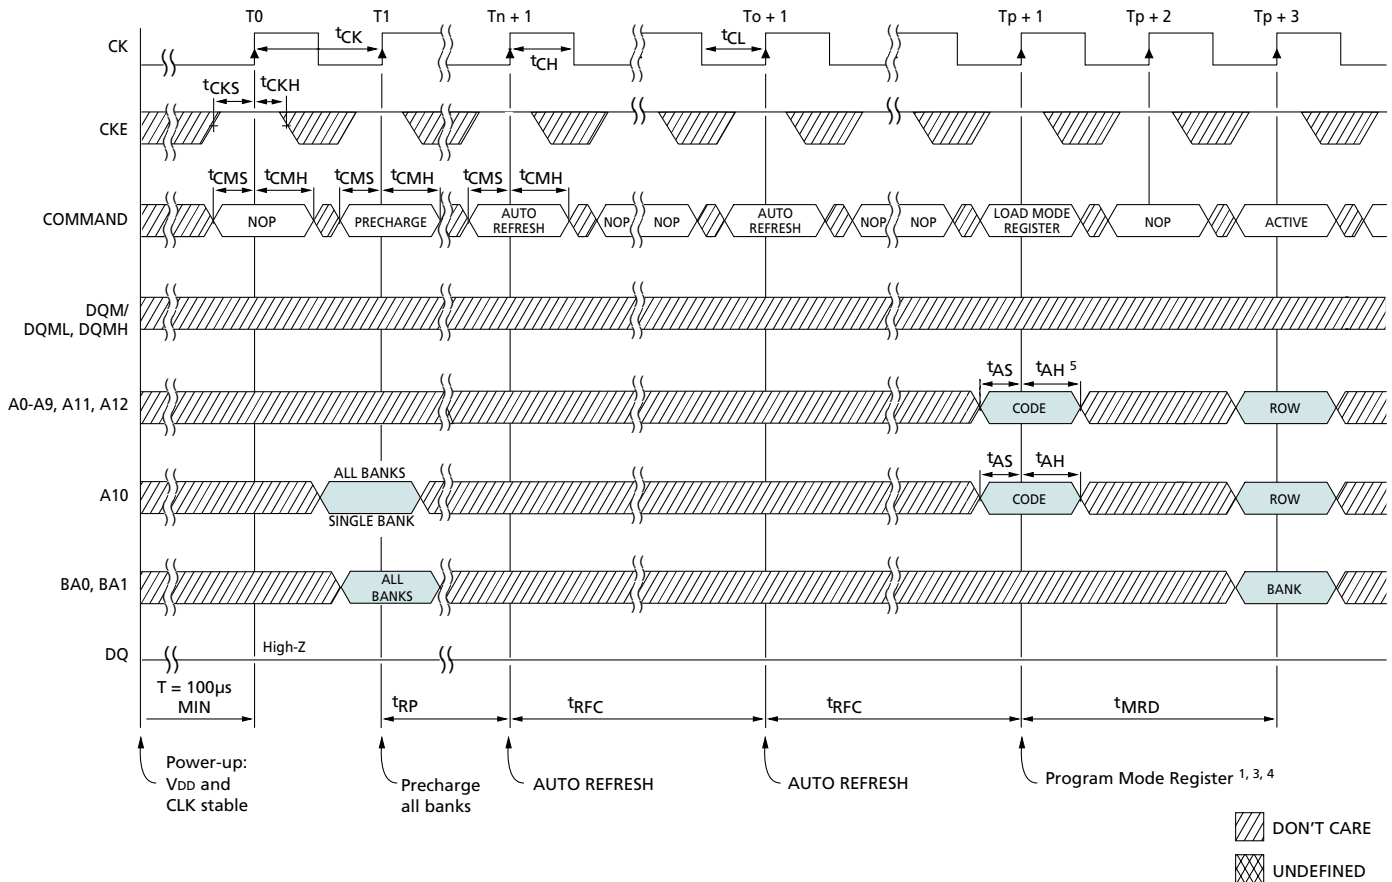 T0 T1 Tn + 1 To + 1 Tp + 1 Tp + 2 Tp + 3
CK
tCK
tCH
tCL
tCKS tCKH
CKE
tCMS tCMH tCMS tCMH tCMS tCMH
COMMAND
NOP
PRECHARGE
AUTO
REFRESH
NOP
NOP
AUTO
REFRESH
NOP
NOP
LOAD MODE
REGISTER
NOP
ACTIVE
DQM/
DQML, DQMH
tAS tAH 5
A0-A9, A11, A12
CODE
ROW
ALL BANKS
tAS tAH
A10
CODE
ROW
SINGLE BANK
BA0, BA1
ALL
BANKS
BANK
DQ
High-Z
T = 100µs
MIN
tRP
tRFC
tRFC
tMRD
Power-up:
VDD and
CLK stable
Precharge
all banks
AUTO REFRESH
AUTO REFRESH
Program Mode Register 1, 3, 4
DON'T CARE
UNDEFINED